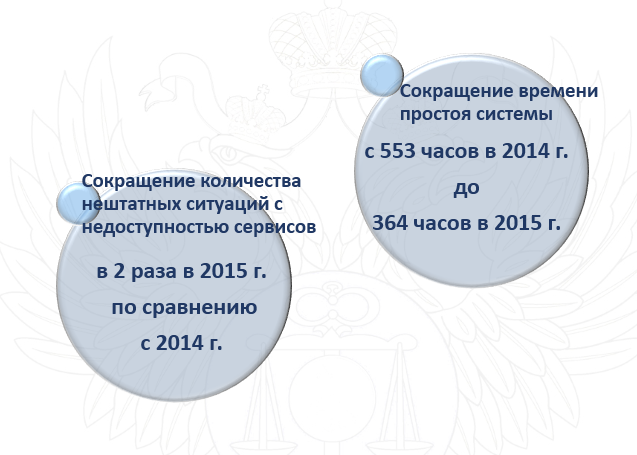 Сокращение времени
простоя системы
с 553 часов в 2014 г.
до
364 часов в 2015 г.
Сокращение количества
нештатных ситуаций с
недоступностью сервисов
в 2 раза в 2015 г.
по сравнению
с 2014 г.